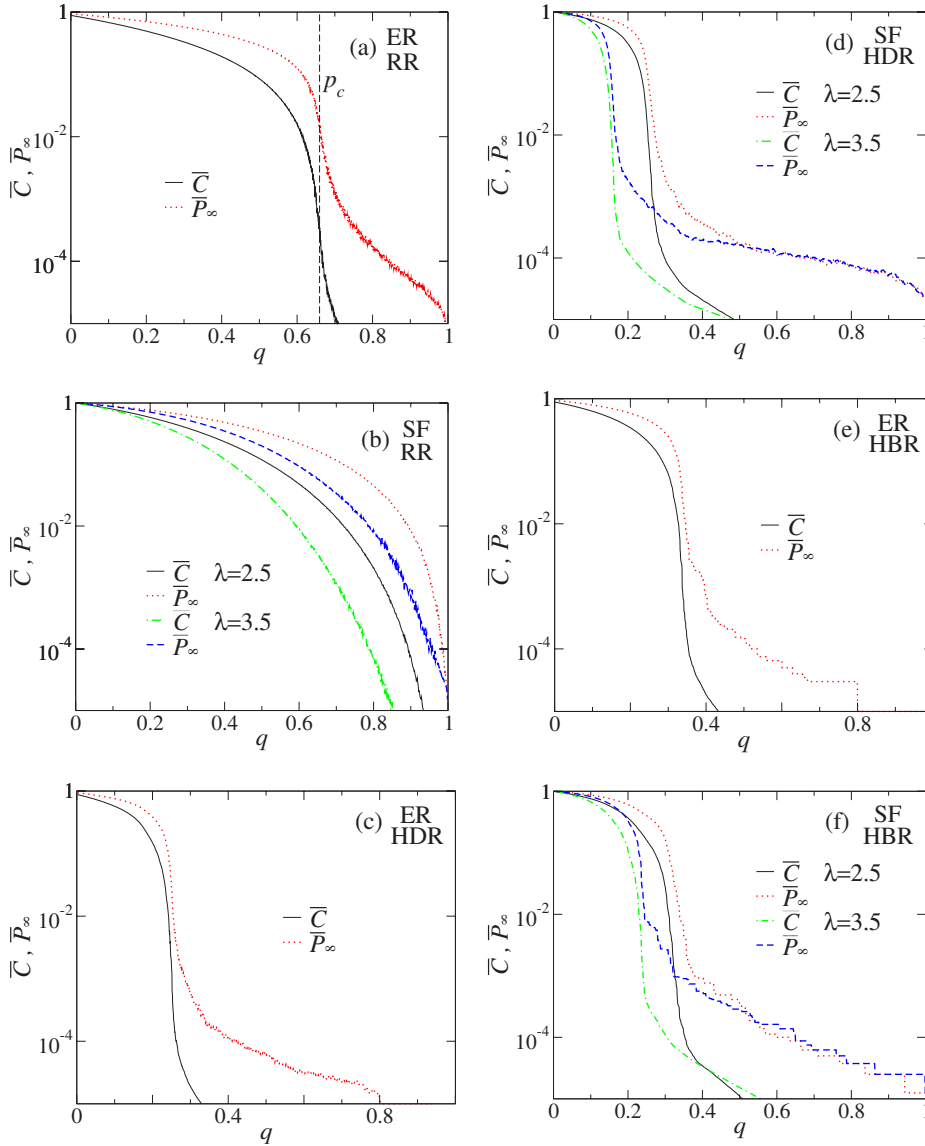 1
10⁻²
10⁻⁴
C̅ , P̅∞
(a) ER
RR
p_c
C̅
P̅∞
0 0.2 0.4 0.6 0.8 1
q
1
10⁻²
10⁻⁴
C̅ , P̅∞
(d) SF
HDR
C̅ λ=2.5
P̅∞
C̅ λ=3.5
P̅∞
0 0.2 0.4 0.6 0.8 1
q
1
10⁻²
10⁻⁴
C̅ , P̅∞
(b) SF
RR
C̅ λ=2.5
P̅∞
C̅ λ=3.5
P̅∞
0 0.2 0.4 0.6 0.8 1
q
1
10⁻²
10⁻⁴
C̅ , P̅∞
(e) ER
HBR
C̅
P̅∞
0 0.4 0.8
q
1
10⁻²
10⁻⁴
C̅ , P̅∞
(c) ER
HDR
C̅
P̅∞
0 0.4 0.8
q
1
10⁻²
10⁻⁴
C̅ , P̅∞
(f) SF
HBR
C̅ λ=2.5
P̅∞
C̅ λ=3.5
P̅∞
0 0.2 0.4 0.6 0.8 1
q